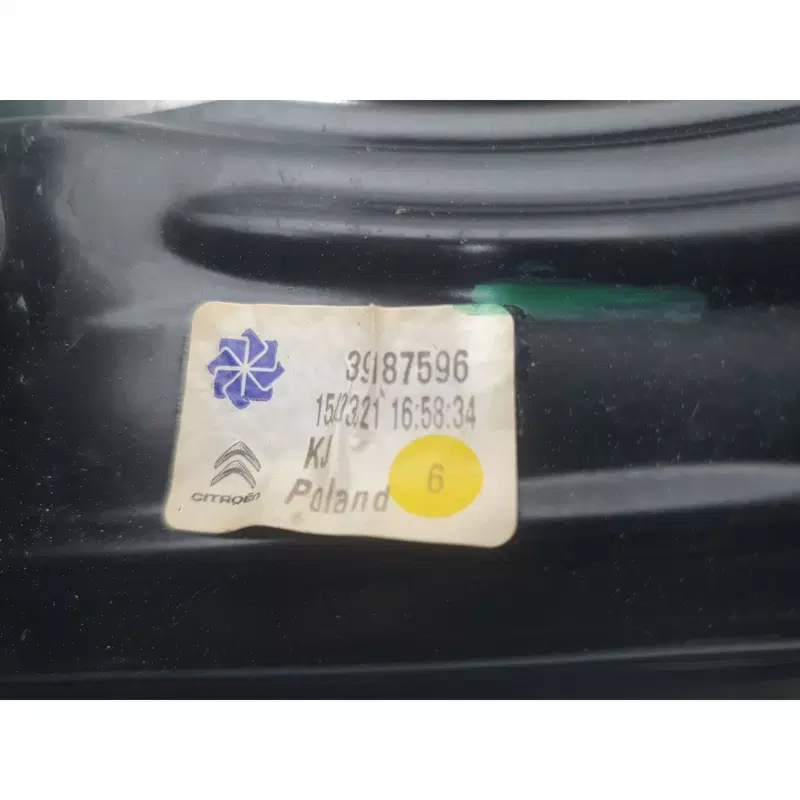 39187596
15/03/21 16:58:34
KJ
CITROËN
Poland
6